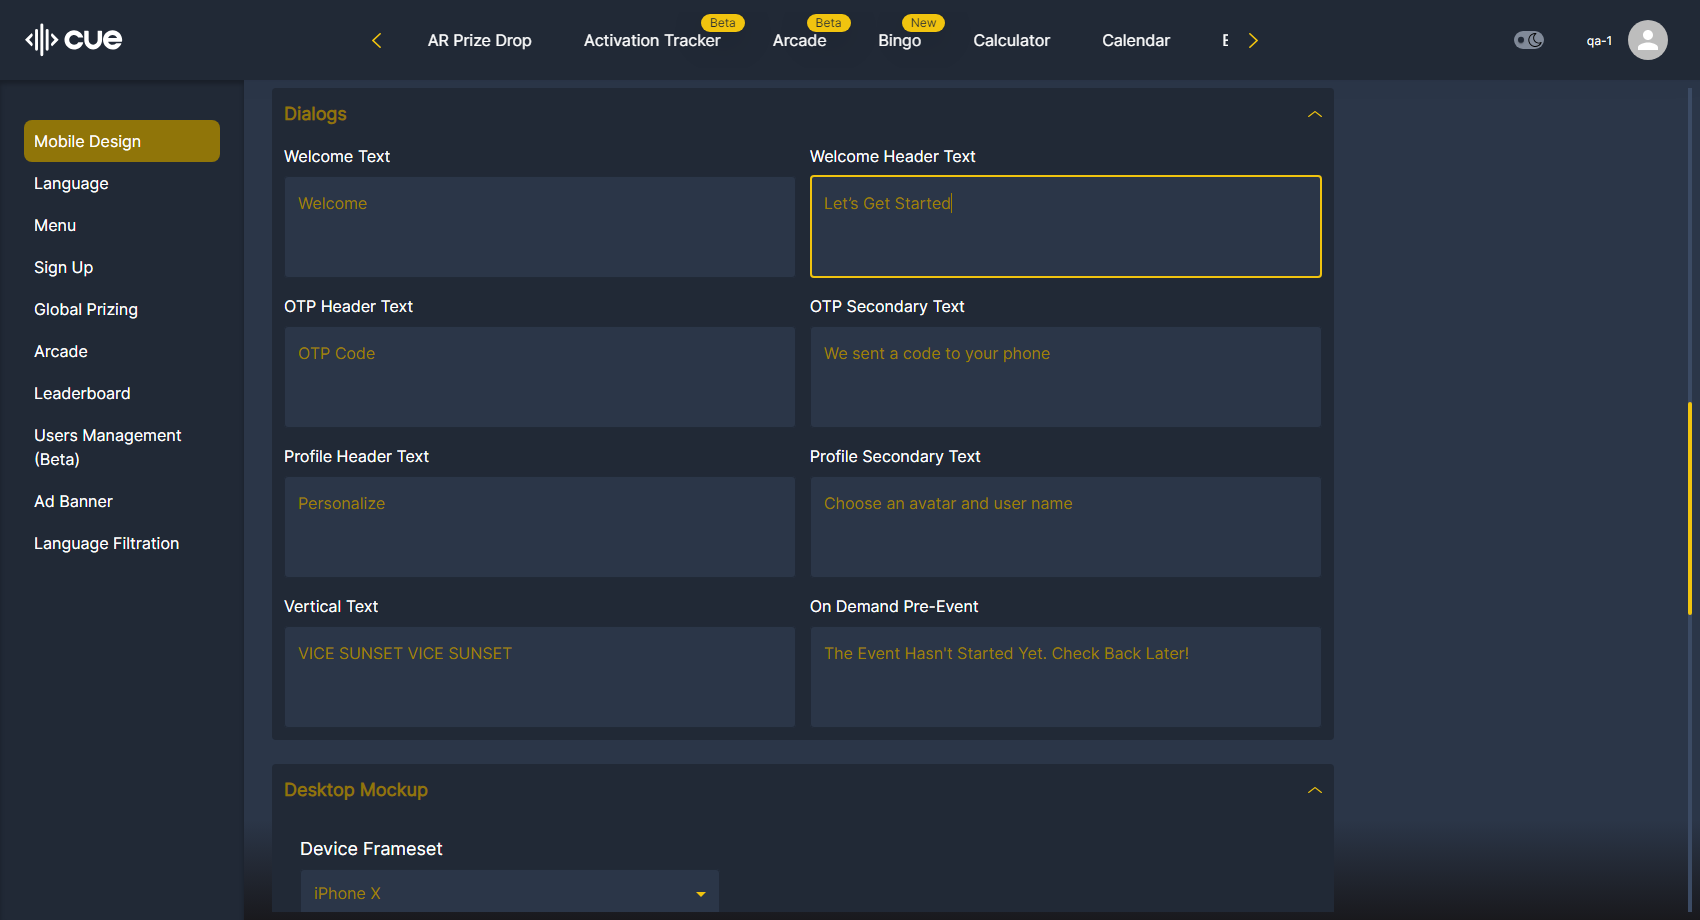 cue
AR Prize Drop
Activation Tracker
Beta
Arcade
Beta
Bingo
New
Calculator
Calendar
qa-1
Mobile Design
Language
Menu
Sign Up
Global Prizing
Arcade
Leaderboard
Users Management
(Beta)
Ad Banner
Language Filtration
Dialogs
Welcome Text
Welcome Header Text
Welcome
Let’s Get Started
OTP Header Text
OTP Secondary Text
OTP Code
We sent a code to your phone
Profile Header Text
Profile Secondary Text
Personalize
Choose an avatar and user name
Vertical Text
On Demand Pre-Event
VICE SUNSET VICE SUNSET
The Event Hasn't Started Yet. Check Back Later!
Desktop Mockup
Device Frameset
iPhone X